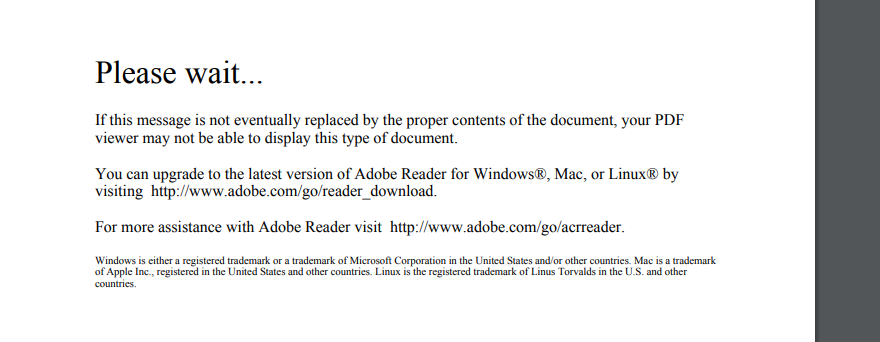 Please wait...
If this message is not eventually replaced by the proper contents of the document, your PDF
viewer may not be able to display this type of document.
You can upgrade to the latest version of Adobe Reader for Windows®, Mac, or Linux® by
visiting http://www.adobe.com/go/reader_download.
For more assistance with Adobe Reader visit http://www.adobe.com/go/acrreader.
Windows is either a registered trademark or a trademark of Microsoft Corporation in the United States and/or other countries. Mac is a trademark
of Apple Inc., registered in the United States and other countries. Linux is the registered trademark of Linus Torvalds in the U.S. and other
countries.